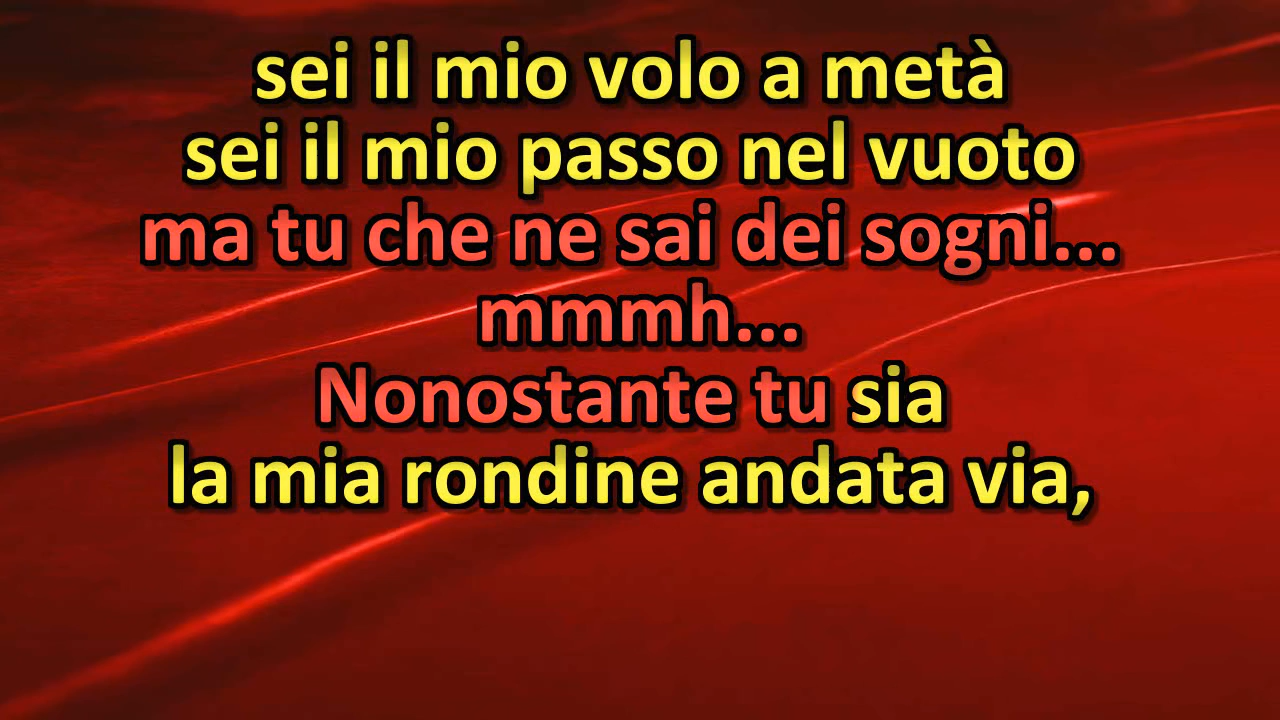 sei il mio volo a metà
sei il mio passo nel vuoto
ma tu che ne sai dei sogni...
mmmh...
Nonostante tu sia
la mia rondine andata via,